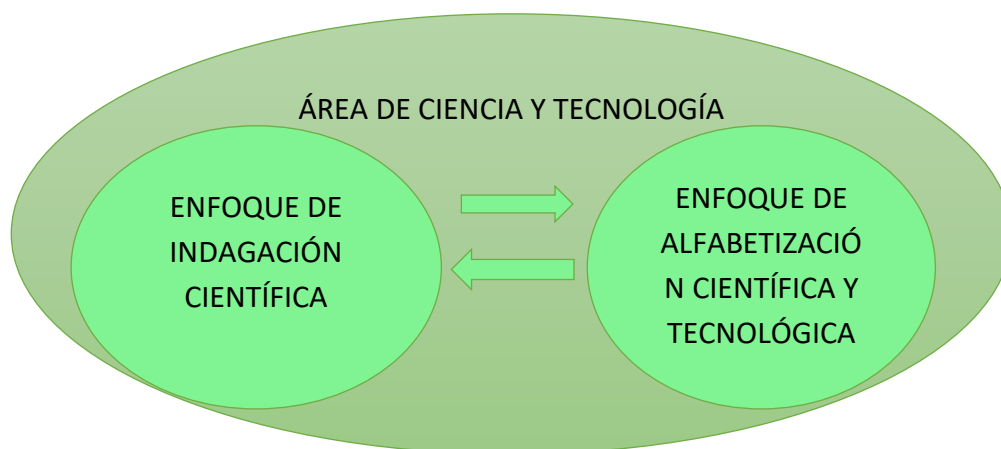 ÁREA DE CIENCIA Y TECNOLOGÍA
ENFOQUE DE
INDAGACIÓN
CIENTÍFICA
ENFOQUE DE
ALFABETIZACIÓ
N CIENTÍFICA Y
TECNOLÓGICA